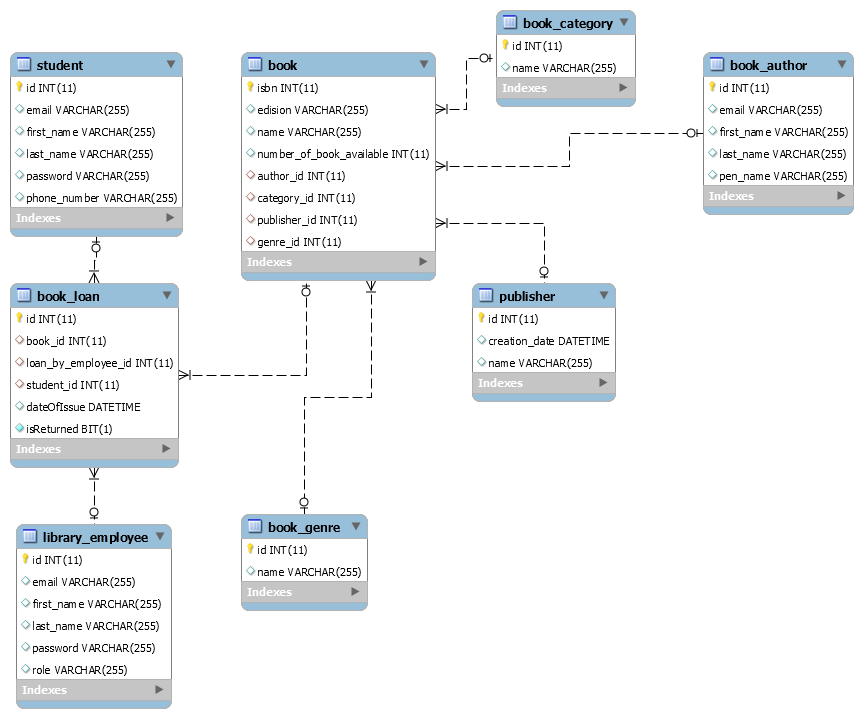 student
id INT(11)
email VARCHAR(255)
first_name VARCHAR(255)
last_name VARCHAR(255)
password VARCHAR(255)
phone_number VARCHAR(255)
Indexes
book
isbn INT(11)
edision VARCHAR(255)
name VARCHAR(255)
number_of_book_available INT(11)
author_id INT(11)
category_id INT(11)
publisher_id INT(11)
genre_id INT(11)
Indexes
book_category
id INT(11)
name VARCHAR(255)
Indexes
book_author
id INT(11)
email VARCHAR(255)
first_name VARCHAR(255)
last_name VARCHAR(255)
pen_name VARCHAR(255)
Indexes
book_loan
id INT(11)
book_id INT(11)
loan_by_employee_id INT(11)
student_id INT(11)
dateOfIssue DATETIME
isReturned BIT(1)
Indexes
publisher
id INT(11)
creation_date DATETIME
name VARCHAR(255)
Indexes
library_employee
id INT(11)
email VARCHAR(255)
first_name VARCHAR(255)
last_name VARCHAR(255)
password VARCHAR(255)
role VARCHAR(255)
Indexes
book_genre
id INT(11)
name VARCHAR(255)
Indexes